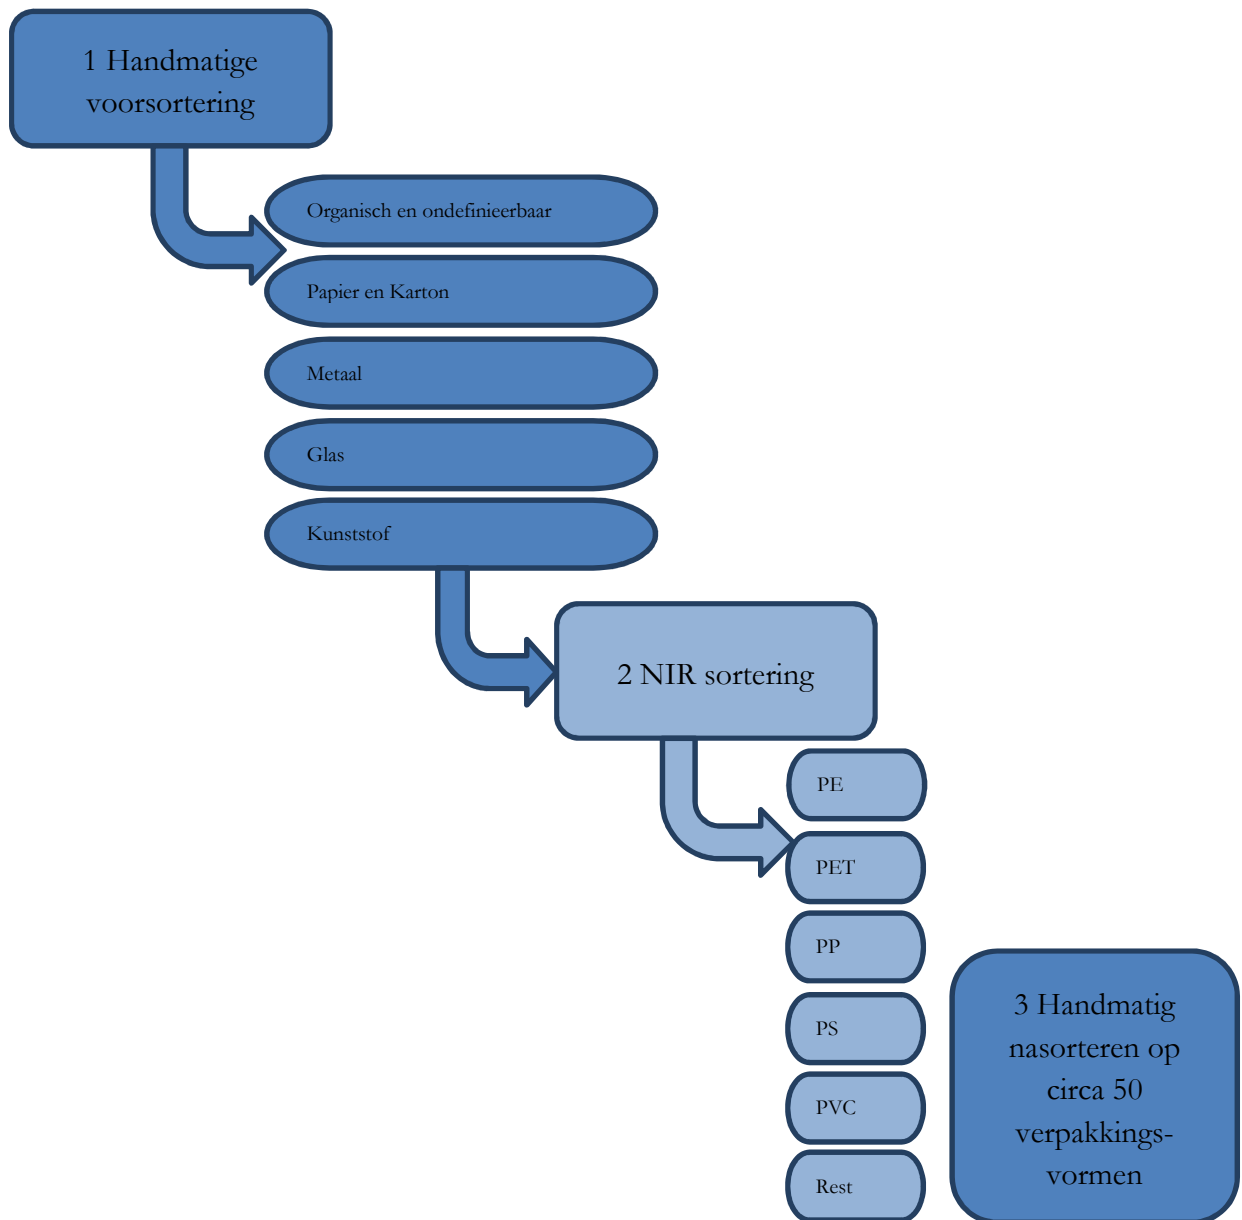 1 Handmatige
voorsortering
Organisch en ondefinieerbaar
Papier en Karton
Metaal
Glas
Kunststof
2 NIR sortering
PE
PET
PP
PS
PVC
Rest
3 Handmatig
nasorteren op
circa 50
verpakkings-
vormen